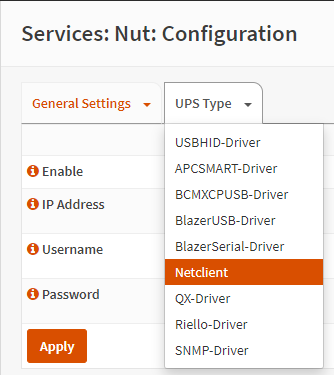 Services: Nut: Configuration
General Settings
UPS Type
USBHID-Driver
APCSMART-Driver
BCMXCPUSB-Driver
BlazerUSB-Driver
BlazerSerial-Driver
Netclient
QX-Driver
Riello-Driver
SNMP-Driver
Enable
IP Address
Username
Password
Apply